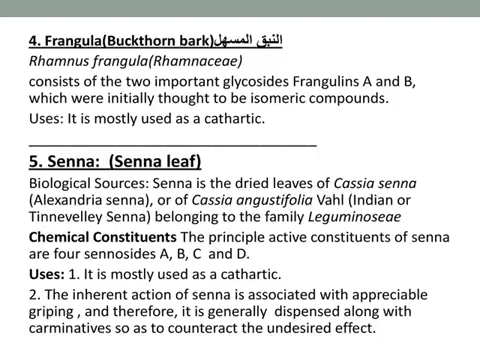 4. Frangula(Buckthorn bark)النبق المسهل
Rhamnus frangula(Rhamnaceae)
consists of the two important glycosides Frangulins A and B,
which were initially thought to be isomeric compounds.
Uses: It is mostly used as a cathartic.
5. Senna: (Senna leaf)
Biological Sources: Senna is the dried leaves of Cassia senna
(Alexandria senna), or of Cassia angustifolia Vahl (Indian or
Tinnevelley Senna) belonging to the family Leguminoseae
Chemical Constituents The principle active constituents of senna
are four sennosides A, B, C and D.
Uses: 1. It is mostly used as a cathartic.
2. The inherent action of senna is associated with appreciable
griping , and therefore, it is generally dispensed along with
carminatives so as to counteract the undesired effect.